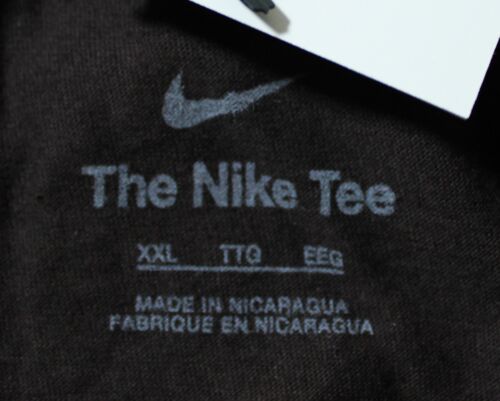 The Nike Tee
XXL TTG EEG
MADE IN NICARAGUA
FABRIQUE EN NICARAGUA